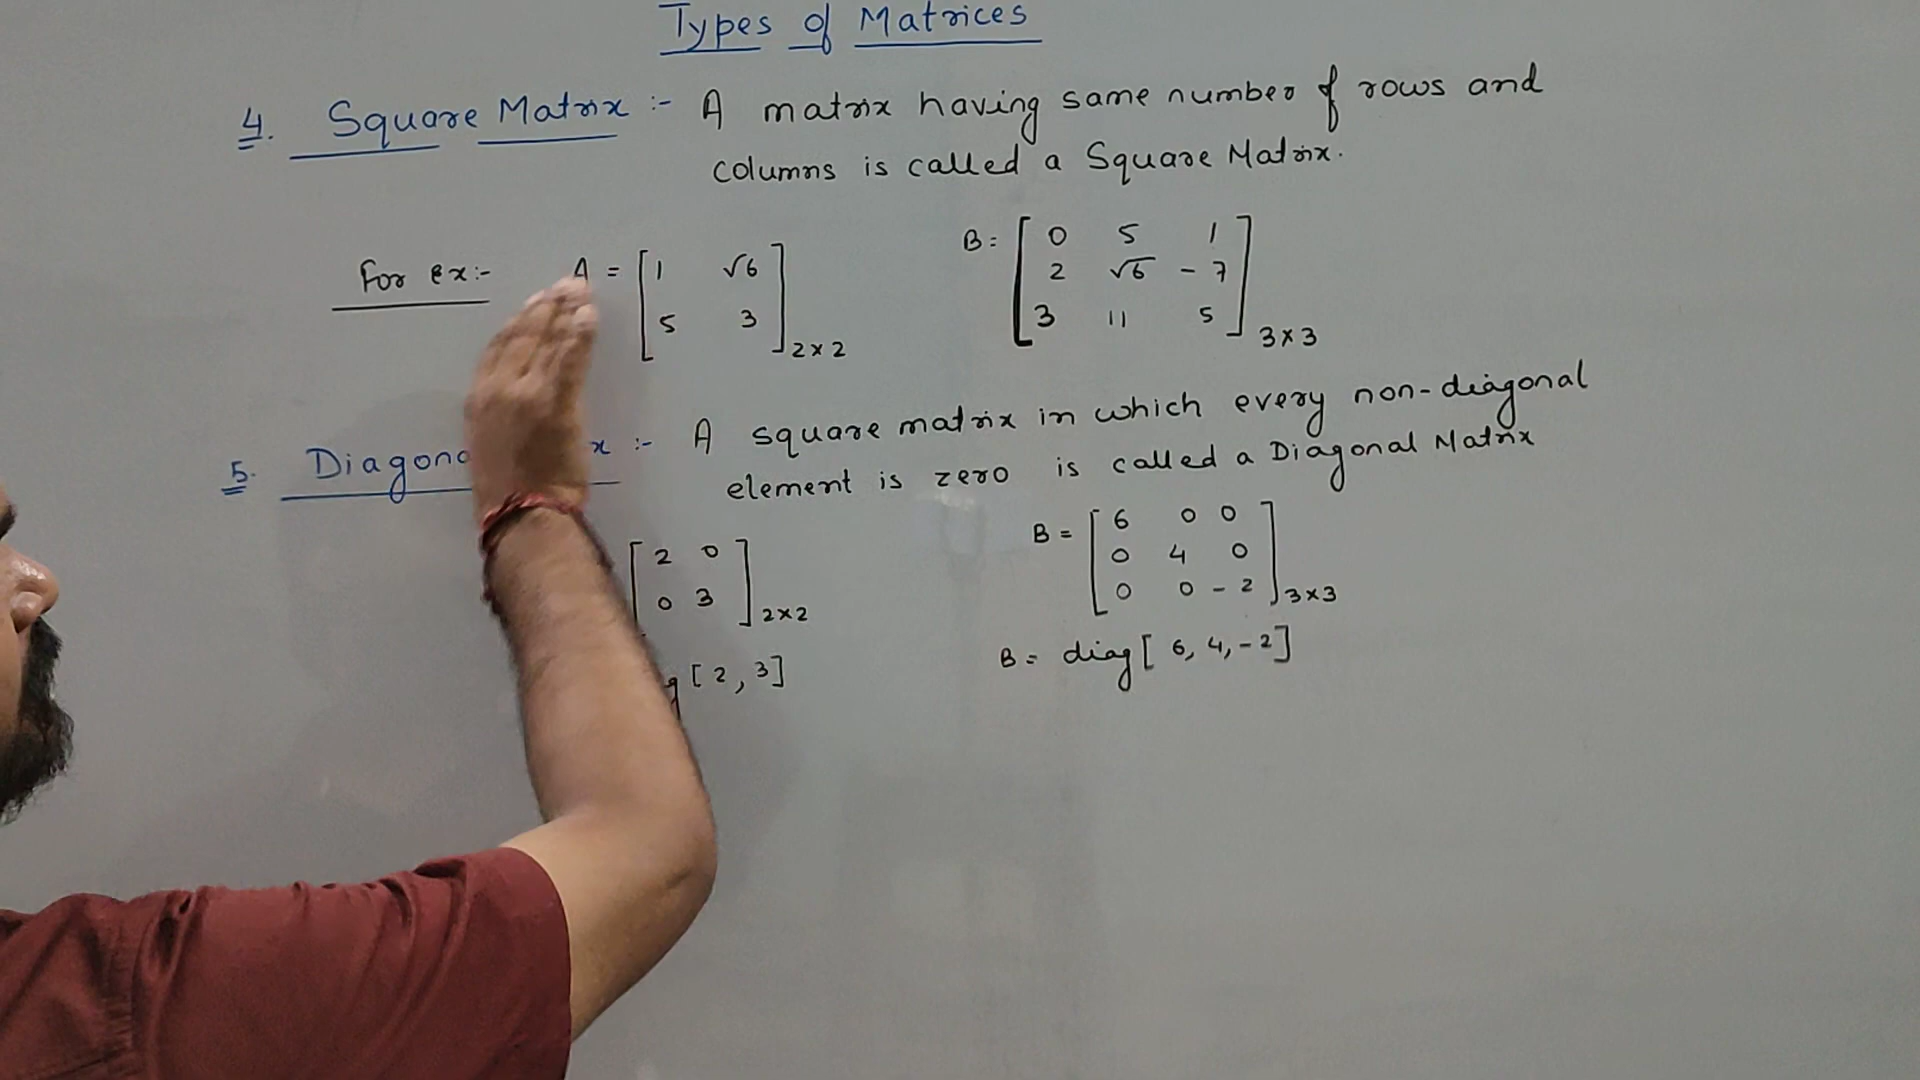 Types of Matrices
4. Square Matrix :- A matrix having same number of rows and
columns is called a Square Matrix.
For ex:- A = [ 1 √6
5 3 ] 2×2
B = [ 0 5 1
2 √6 -7
3 11 5 ] 3×3
5. :- A square matrix in which every non-diagonal
element is zero is called a Diagonal Matrix
[ 2 0
0 3 ] 2×2
[2, 3]
B = [ 6 0 0
0 4 0
0 0 -2 ] 3×3
B = diag[ 6, 4, -2]